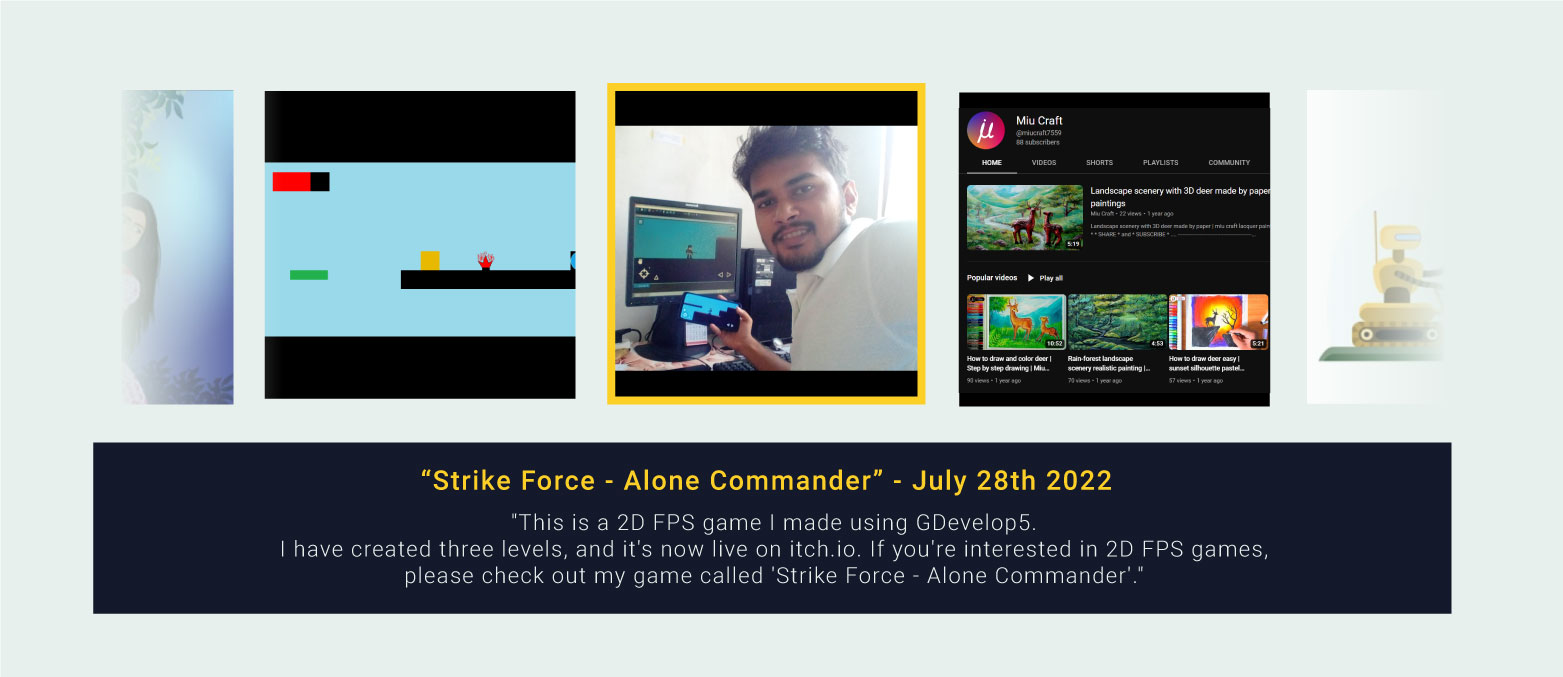 Miu Craft
@miucraft7559
88 subscribers
HOME VIDEOS SHORTS PLAYLISTS COMMUNITY
Landscape scenery with 3D deer made by paper
paintings
Miu Craft • 22 views • 1 year ago
Landscape scenery with 3D deer made by paper | miu craft lacquer pain
* * SHARE * and * SUBSCRIBE *
5:19
Popular videos Play all
10:52 4:53 5:21
How to draw and color deer | Rain-forest landscape How to draw deer easy |
Step by step drawing | Miu... scenery realistic painting |... sunset silhouette pastel...
90 views • 1 year ago 70 views • 1 year ago 57 views • 1 year ago
“Strike Force - Alone Commander” - July 28th 2022
"This is a 2D FPS game I made using GDevelop5.
I have created three levels, and it's now live on itch.io. If you're interested in 2D FPS games,
please check out my game called 'Strike Force - Alone Commander'."